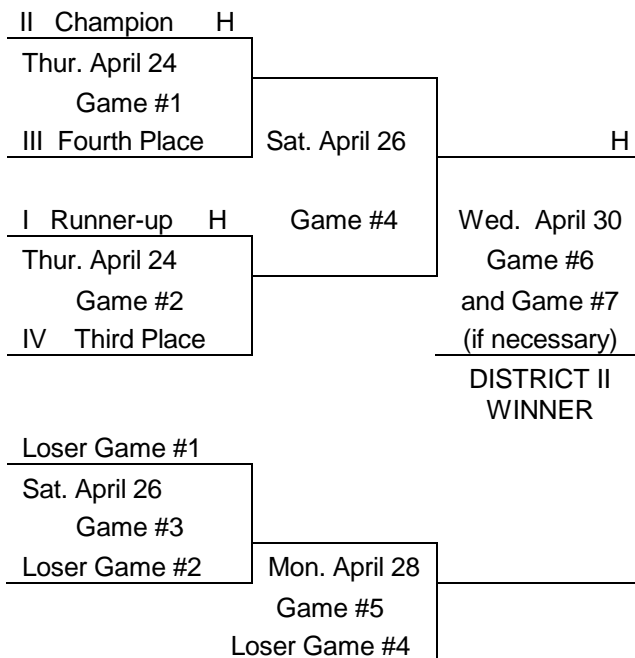 II Champion H
Thur. April 24
Game #1
III Fourth Place
Sat. April 26
H
I Runner-up H
Game #4
Wed. April 30
Thur. April 24
Game #6
Game #2
and Game #7
IV Third Place
(if necessary)
DISTRICT II
WINNER
Loser Game #1
Sat. April 26
Game #3
Loser Game #2
Mon. April 28
Game #5
Loser Game #4